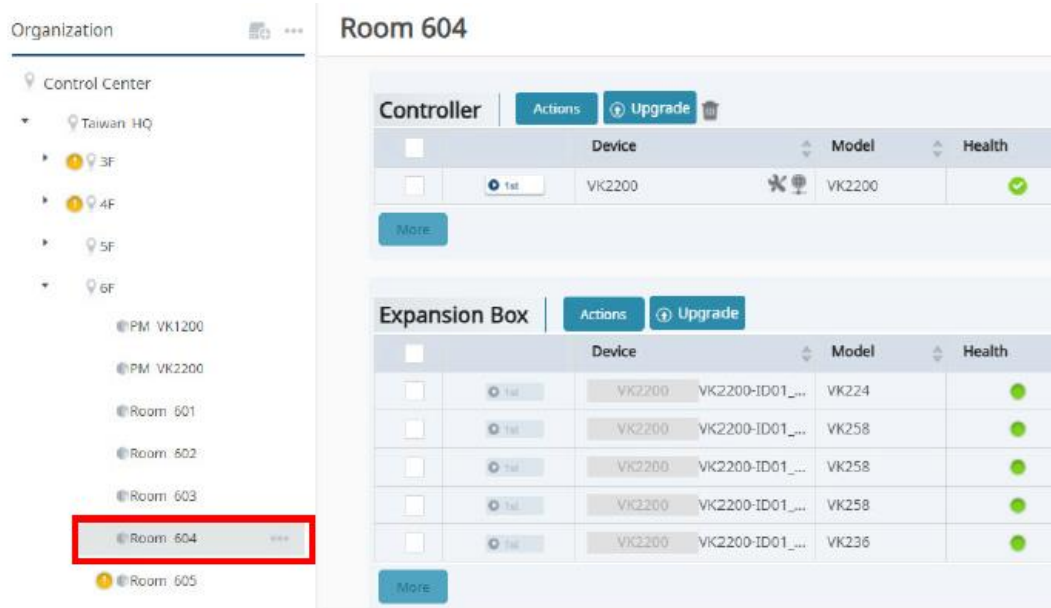 Organization
Control Center
Taiwan HQ
3F
4F
5F
6F
PM VK1200
PM VK2200
Room 601
Room 602
Room 603
Room 604
Room 605
Room 604
Controller Actions Upgrade
Device Model Health
1st VK2200 VK2200
More
Expansion Box Actions Upgrade
Device Model Health
1st VK2200 VK2200-ID01_... VK224
1st VK2200 VK2200-ID01_... VK258
1st VK2200 VK2200-ID01_... VK258
1st VK2200 VK2200-ID01_... VK258
1st VK2200 VK2200-ID01_... VK236
More